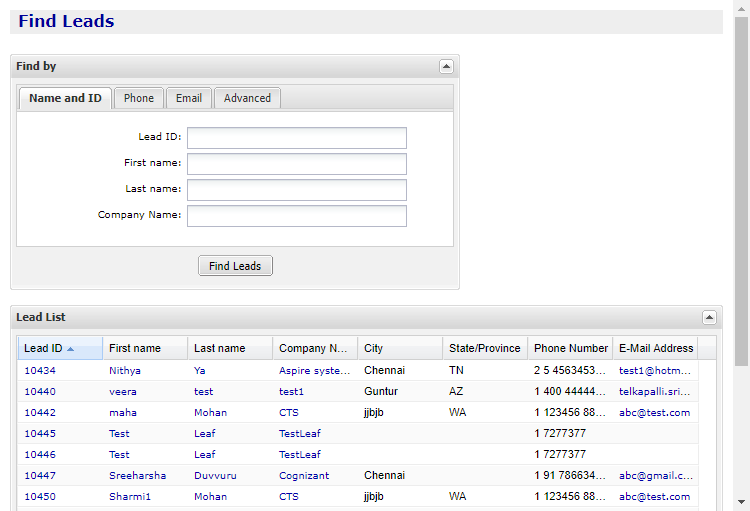 Find Leads
Find by
Name and ID Phone Email Advanced
Lead ID:
First name:
Last name:
Company Name:
Find Leads
Lead List
Lead ID First name Last name Company N... City State/Province Phone Number E-Mail Address
10434 Nithya Ya Aspire syste... Chennai TN 2 5 4563453... test1@hotm...
10440 veera test test1 Guntur AZ 1 400 44444... telkapalli.sri...
10442 maha Mohan CTS jjbjb WA 1 123456 88... abc@test.com
10445 Test Leaf TestLeaf 1 7277377
10446 Test Leaf TestLeaf 1 7277377
10447 Sreeharsha Duvvuru Cognizant Chennai 1 91 786634... abc@gmail.c...
10450 Sharmi1 Mohan CTS jjbjb WA 1 123456 88... abc@test.com